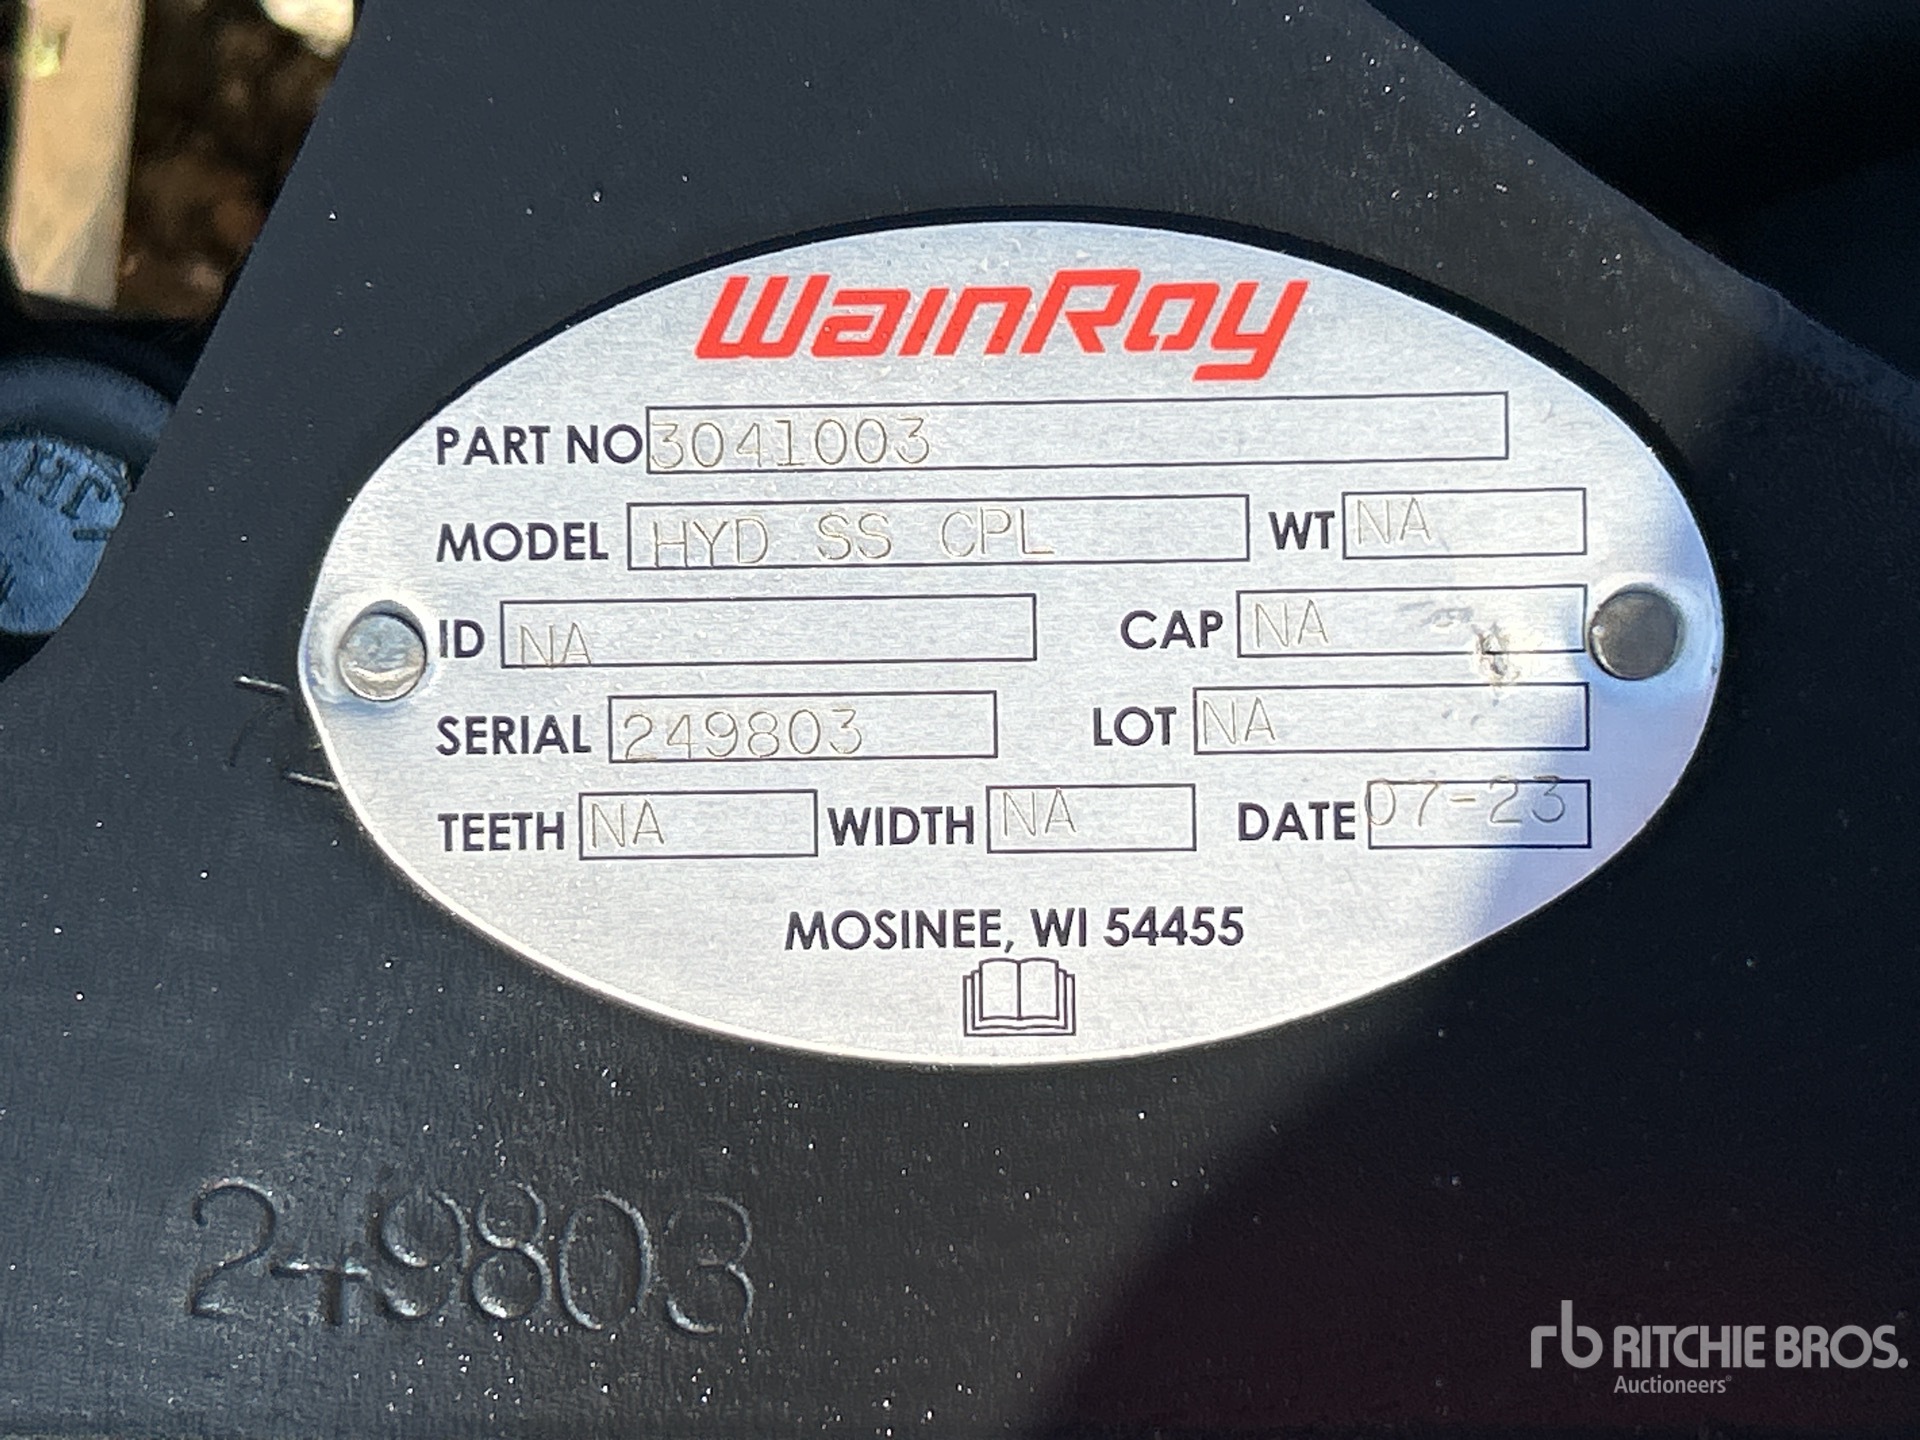 WainRoy
PART NO 3041003
MODEL HYD SS CPL WT NA
ID NA CAP NA
SERIAL 249803 LOT NA
TEETH NA WIDTH NA DATE 07-23
MOSINEE, WI 54455
249803
rb RITCHIE BROS.
Auctioneers